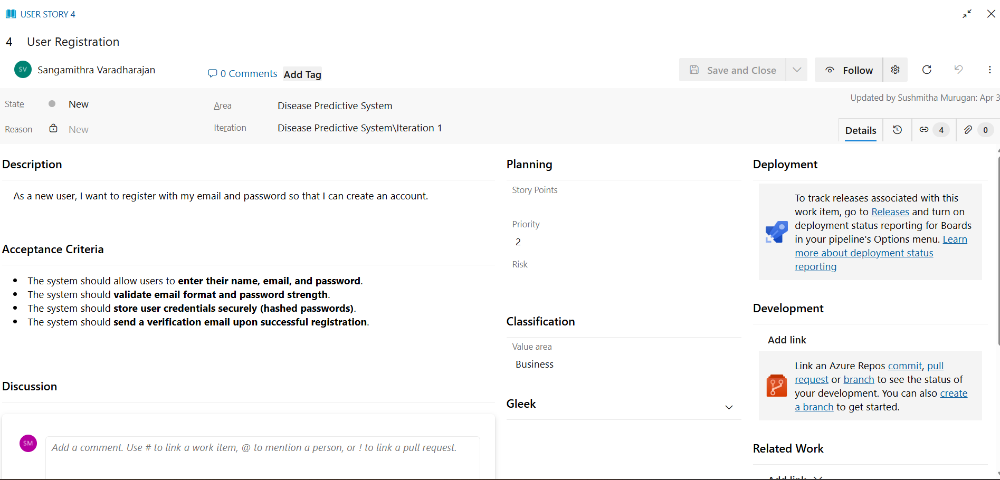 USER STORY 4
4 User Registration
SV Sangamithra Varadharajan
0 Comments Add Tag
Save and Close
Follow
State New
Area Disease Predictive System
Updated by Sushmitha Murugan: Apr 3
Reason New
Iteration Disease Predictive System\Iteration 1
Details 4 0
Description
As a new user, I want to register with my email and password so that I can create an account.
Acceptance Criteria
• The system should allow users to enter their name, email, and password.
• The system should validate email format and password strength.
• The system should store user credentials securely (hashed passwords).
• The system should send a verification email upon successful registration.
Discussion
SM Add a comment. Use # to link a work item, @ to mention a person, or ! to link a pull request.
Planning
Story Points
Priority
2
Risk
Classification
Value area
Business
Gleek
Deployment
To track releases associated with this
work item, go to Releases and turn on
deployment status reporting for Boards
in your pipeline's Options menu. Learn
more about deployment status
reporting
Development
Add link
Link an Azure Repos commit, pull
request or branch to see the status of
your development. You can also create
a branch to get started.
Related Work
Add link